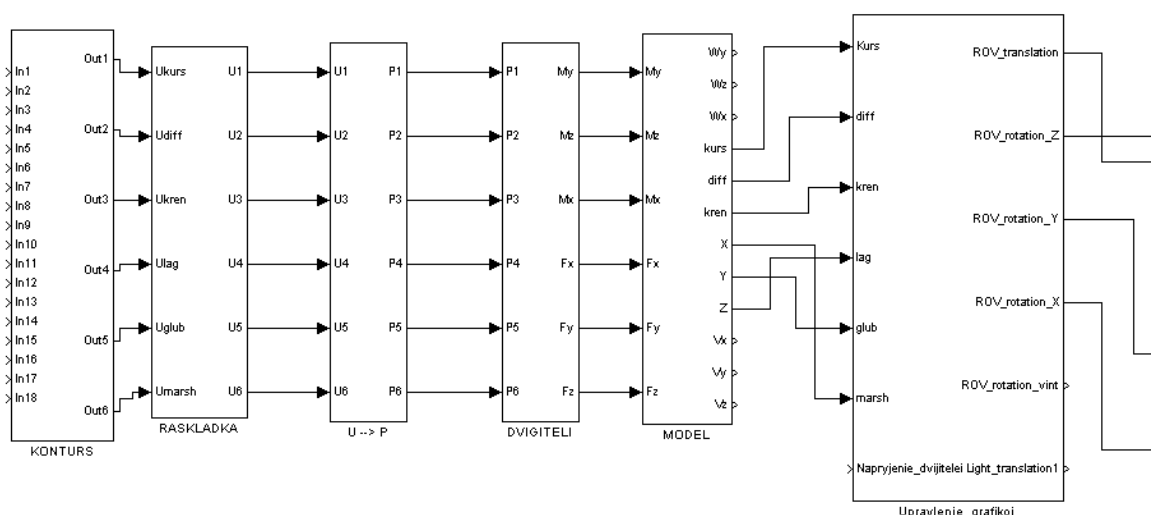 In1
In2
In3
In4
In5
In6
In7
In8
In9
In10
In11
In12
In13
In14
In15
In16
In17
In18
Out1
Out2
Out3
Out4
Out5
Out6
KONTURS
Ukurs
Udiff
Ukren
Ulag
Uglub
Umarsh
U1
U2
U3
U4
U5
U6
RASKLADKA
U1
U2
U3
U4
U5
U6
P1
P2
P3
P4
P5
P6
U --> P
P1
P2
P3
P4
P5
P6
My
Mz
Mx
Fx
Fy
Fz
DVIGITELI
My
Mz
Mx
Fx
Fy
Fz
Wy
Wz
Wx
kurs
diff
kren
X
Y
Z
Vx
Vy
Vz
MODEL
Kurs
diff
kren
lag
glub
marsh
Napryjenie_dvijitelei
ROV_translation
ROV_rotation_Z
ROV_rotation_Y
ROV_rotation_X
ROV_rotation_vint
Light_translation1
Upravlenie grafikoj